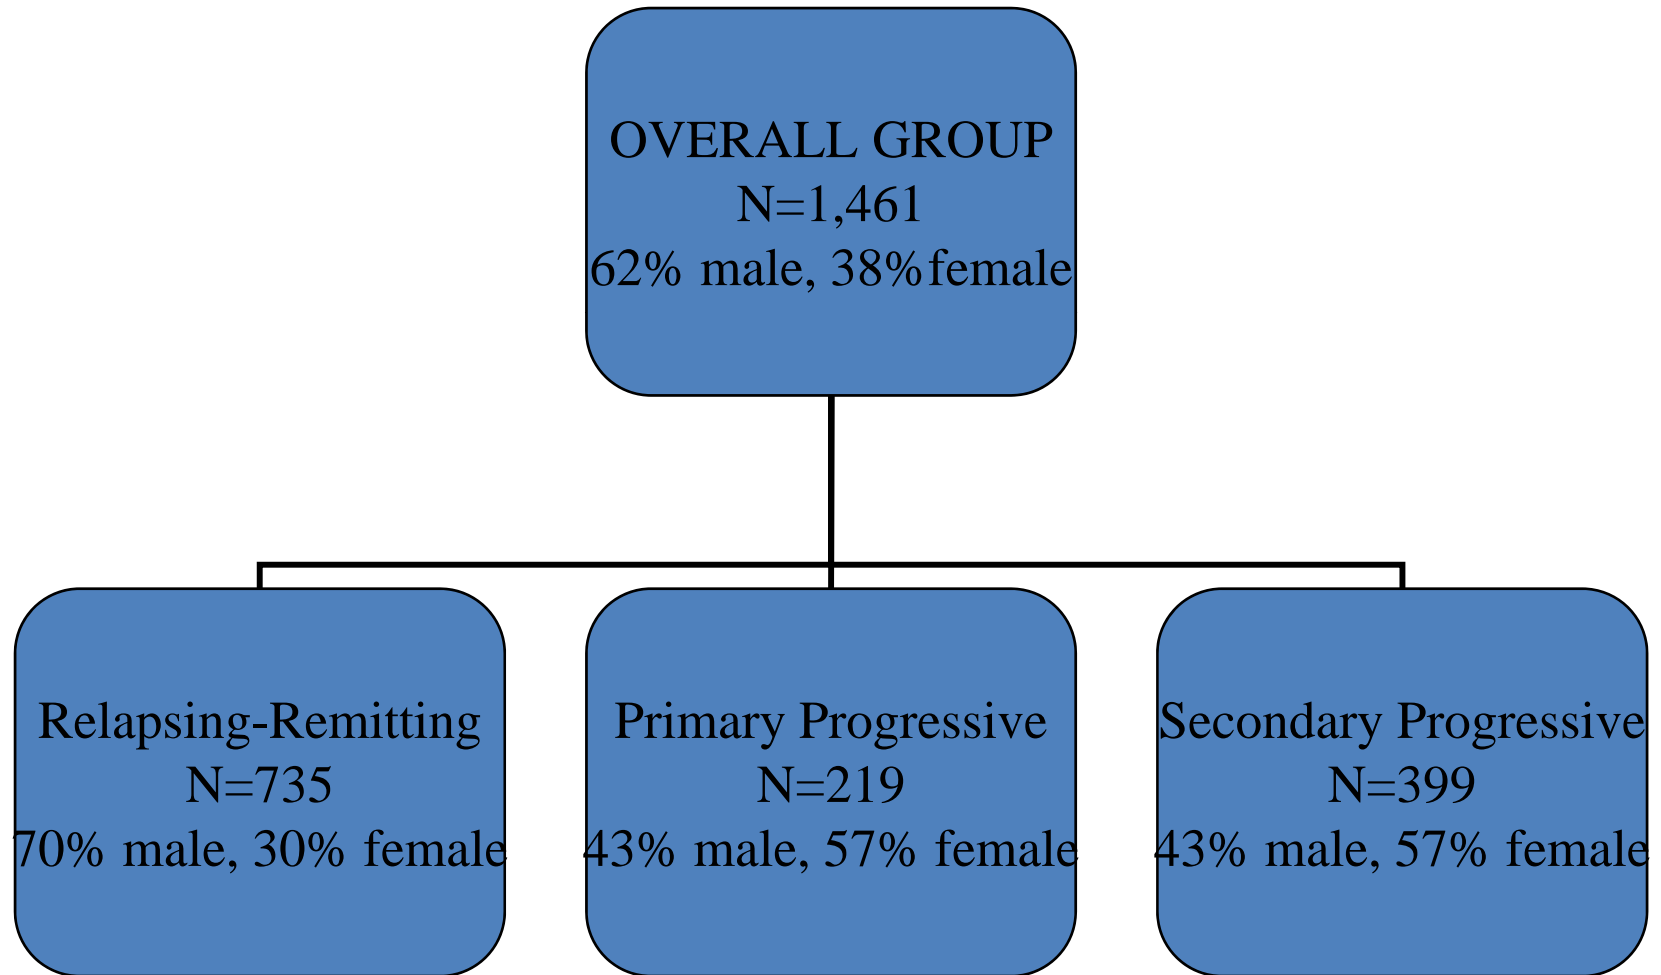 OVERALL GROUP
N=1,461
62% male, 38% female
Relapsing-Remitting
N=735
70% male, 30% female
Primary Progressive
N=219
43% male, 57% female
Secondary Progressive
N=399
43% male, 57% female